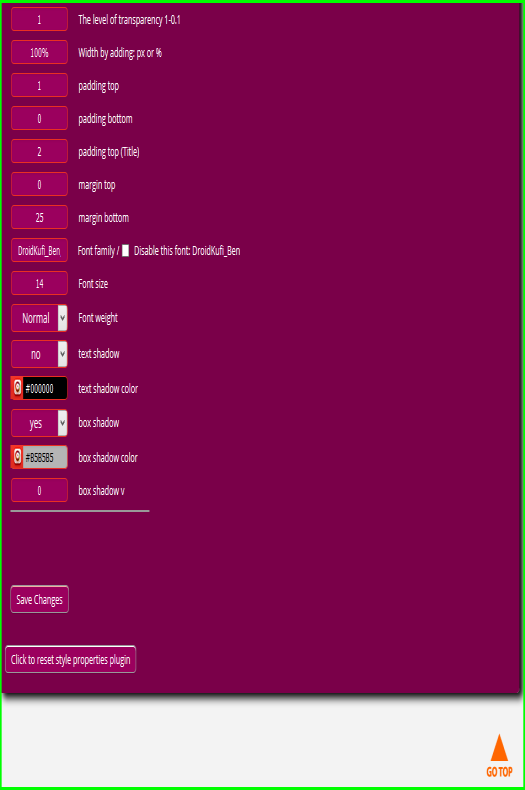 1 The level of transparency 1-0.1
100% Width by adding: px or %
1 padding top
0 padding bottom
2 padding top (Title)
0 margin top
25 margin bottom
DroidKufi_Ben Font family / Disable this font: DroidKufi_Ben
14 Font size
Normal Font weight
no text shadow
#000000 text shadow color
yes box shadow
#B5B5B5 box shadow color
0 box shadow v
Save Changes
Click to reset style properties plugin
GO TOP